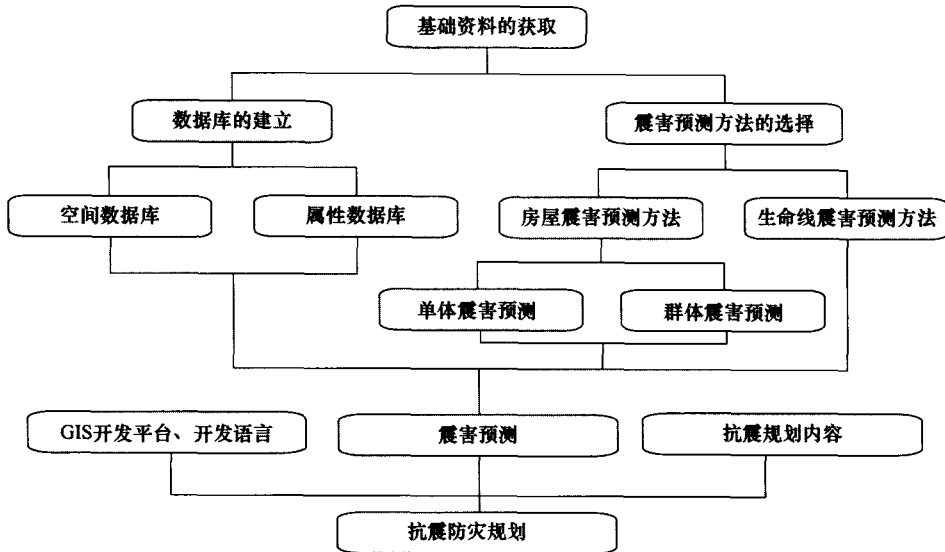 基础资料的获取
数据库的建立
震害预测方法的选择
空间数据库
属性数据库
房屋震害预测方法
生命线震害预测方法
单体震害预测
群体震害预测
GIS开发平台、开发语言
震害预测
抗震规划内容
抗震防灾规划